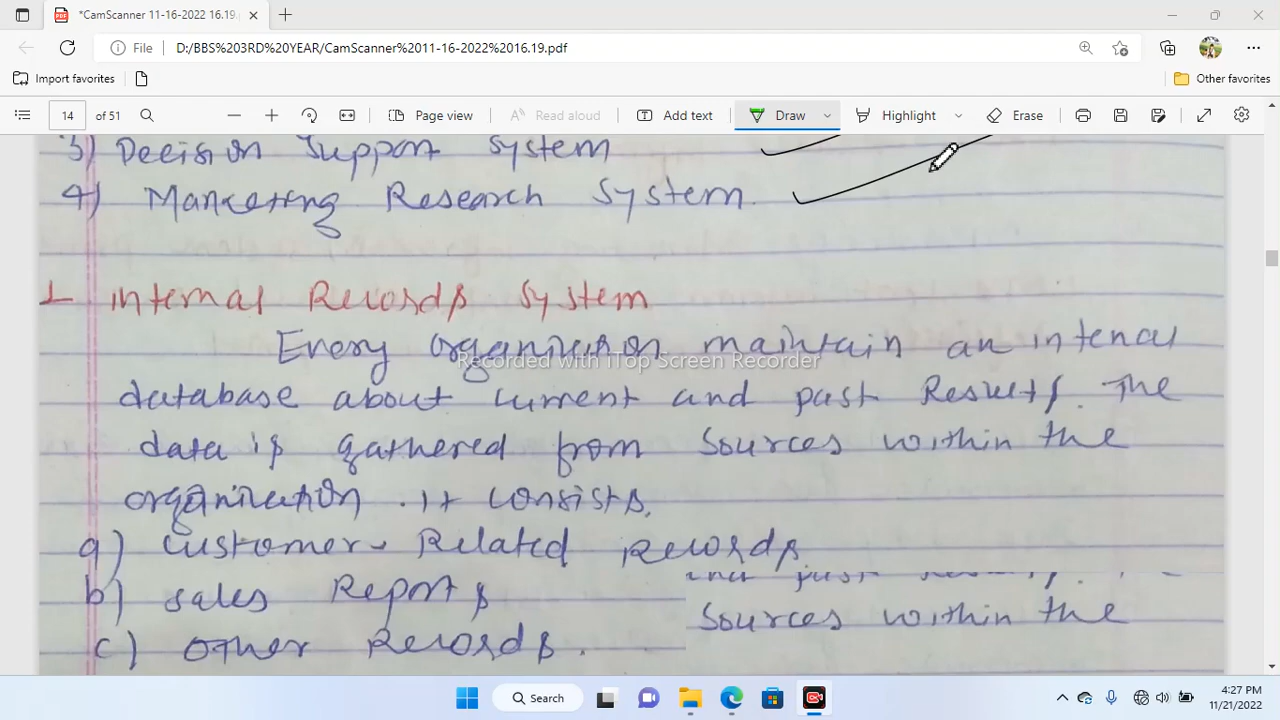 *CamScanner 11-16-2022 16.19.p
File D:/BBS%203RD%20YEAR/CamScanner%2011-16-2022%2016.19.pdf
Import favorites Other favorites
14 of 51 Page view Read aloud Add text Draw Highlight Erase
3) Decision Support System
4) Marketing Research System.
1 Internal Records System
Every organization maintain an intenal
Recorded with iTop Screen Recorder
database about current and past Results. The
data is gathered from sources within the
organization. It consists,
a) customer-Related records
b) sales Reports
c) other Records.
sources within the
Search
4:27 PM
11/21/2022